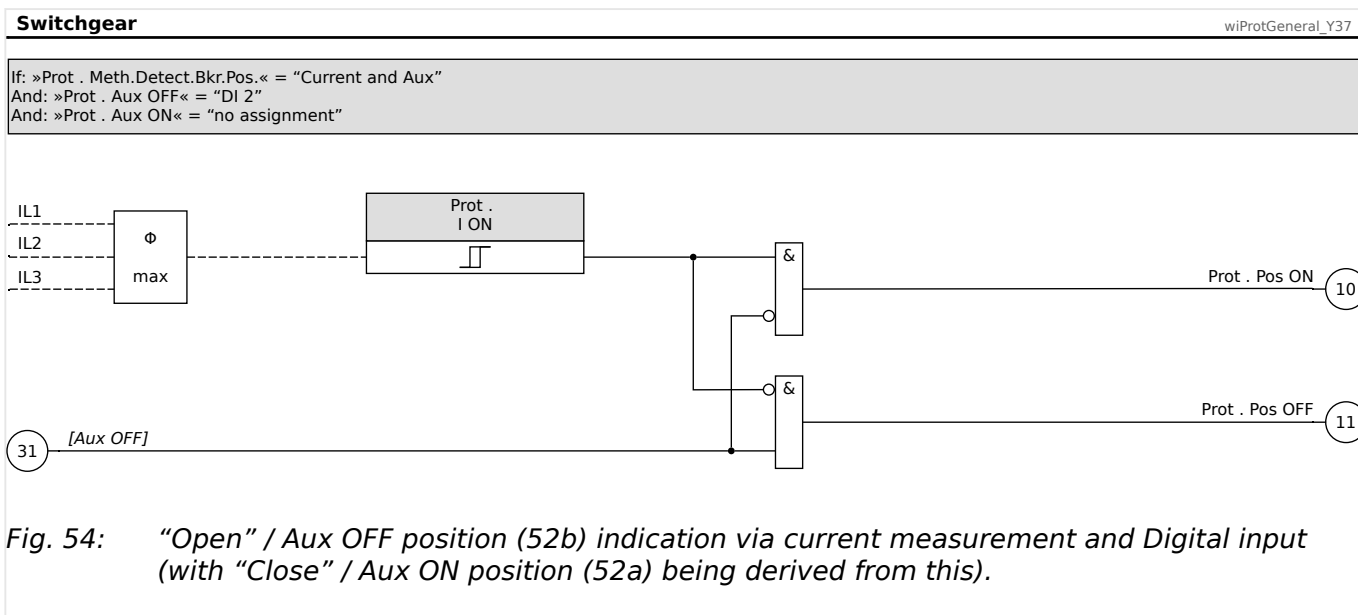 Switchgear
wiProtGeneral_Y37
If: »Prot . Meth.Detect.Bkr.Pos.« = “Current and Aux”
And: »Prot . Aux OFF« = “DI 2”
And: »Prot . Aux ON« = “no assignment”
IL1
IL2
IL3
Φ
max
Prot .
I ON
&
Prot . Pos ON
10
&
Prot . Pos OFF
11
31
[Aux OFF]
Fig. 54: “Open” / Aux OFF position (52b) indication via current measurement and Digital input
(with “Close” / Aux ON position (52a) being derived from this).